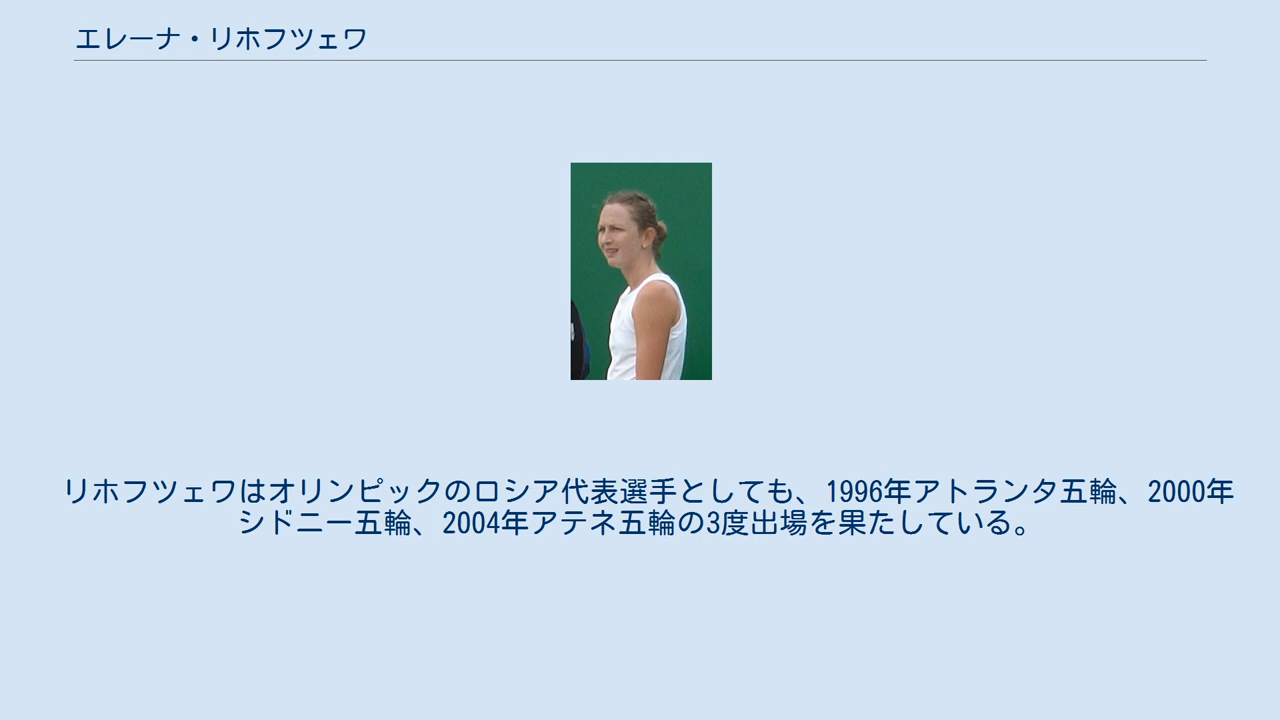 エレーナ・リホフツェワ
リホフツェワはオリンピックのロシア代表選手としても、1996年アトランタ五輪、2000年
シドニー五輪、2004年アテネ五輪の3度出場を果たしている。